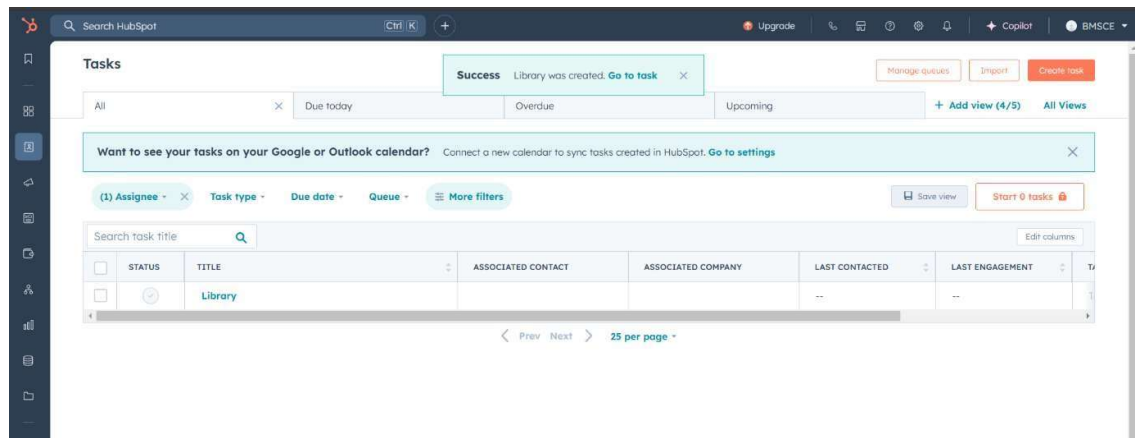 Search HubSpot Ctrl K Upgrade Copilot BMSCE
Tasks
Success Library was created. Go to task
Manage queues Import Create task
All Due today Overdue Upcoming + Add view (4/5) All Views
Want to see your tasks on your Google or Outlook calendar? Connect a new calendar to sync tasks created in HubSpot. Go to settings
(1) Assignee Task type Due date Queue More filters Save view Start 0 tasks
Search task title Edit columns
STATUS TITLE ASSOCIATED CONTACT ASSOCIATED COMPANY LAST CONTACTED LAST ENGAGEMENT
Library -- --
Prev Next 25 per page